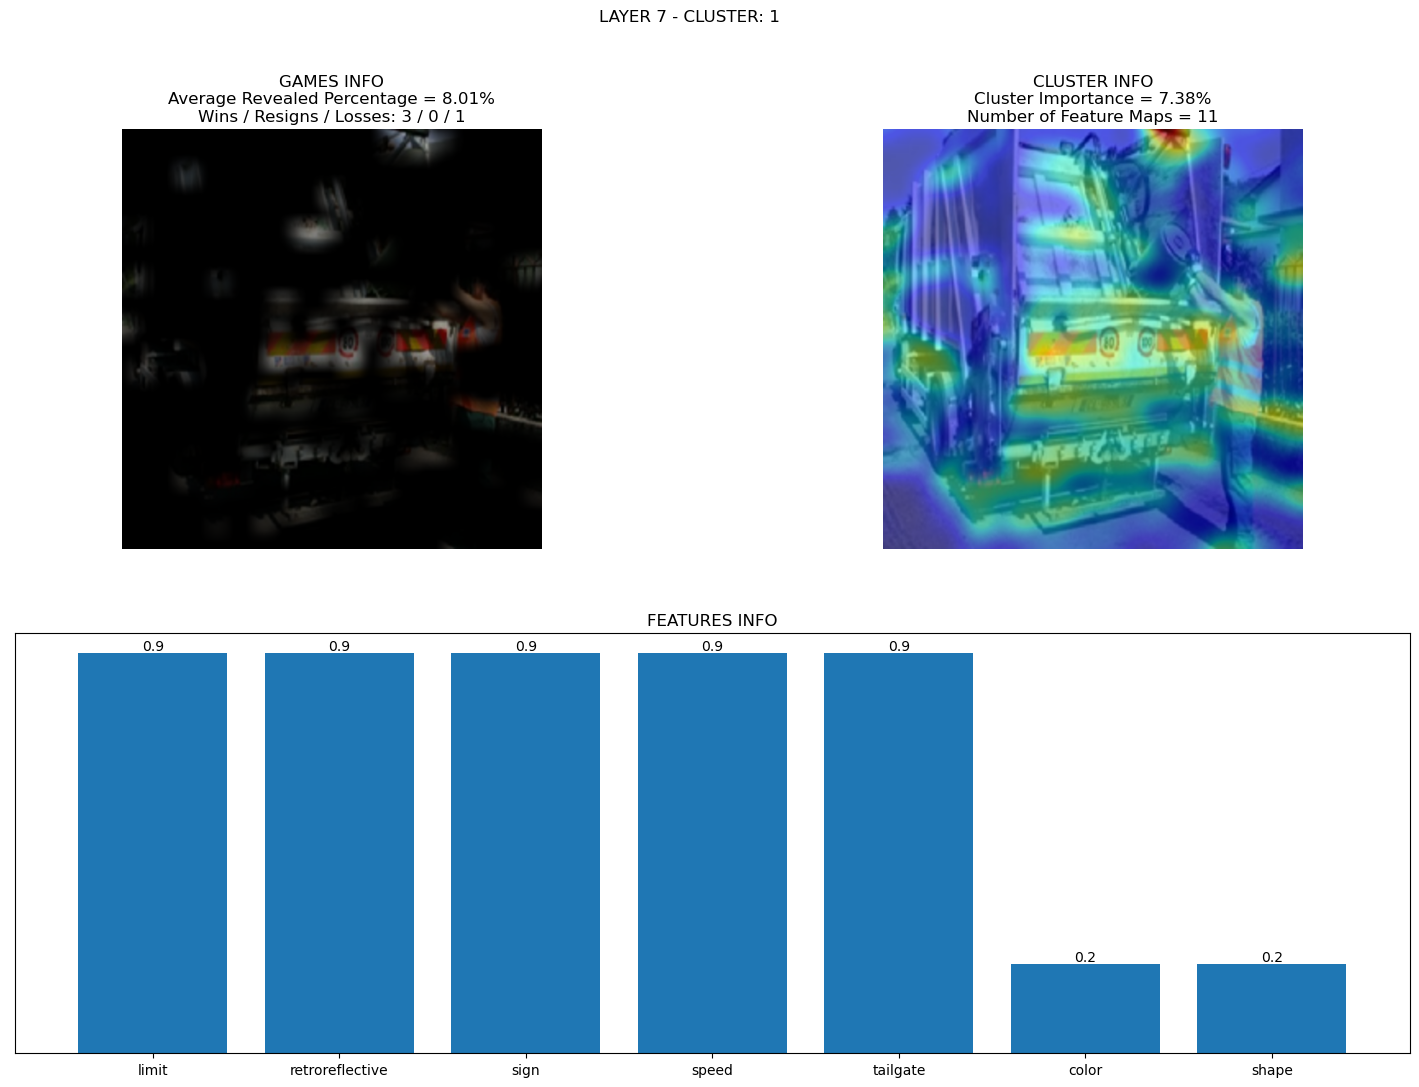 LAYER 7 - CLUSTER: 1
GAMES INFO
Average Revealed Percentage = 8.01%
Wins / Resigns / Losses: 3 / 0 / 1
CLUSTER INFO
Cluster Importance = 7.38%
Number of Feature Maps = 11
80
FEATURES INFO
0.9
0.9
0.9
0.9
0.9
0.2
0.2
limit
retroreflective
sign
speed
tailgate
color
shape